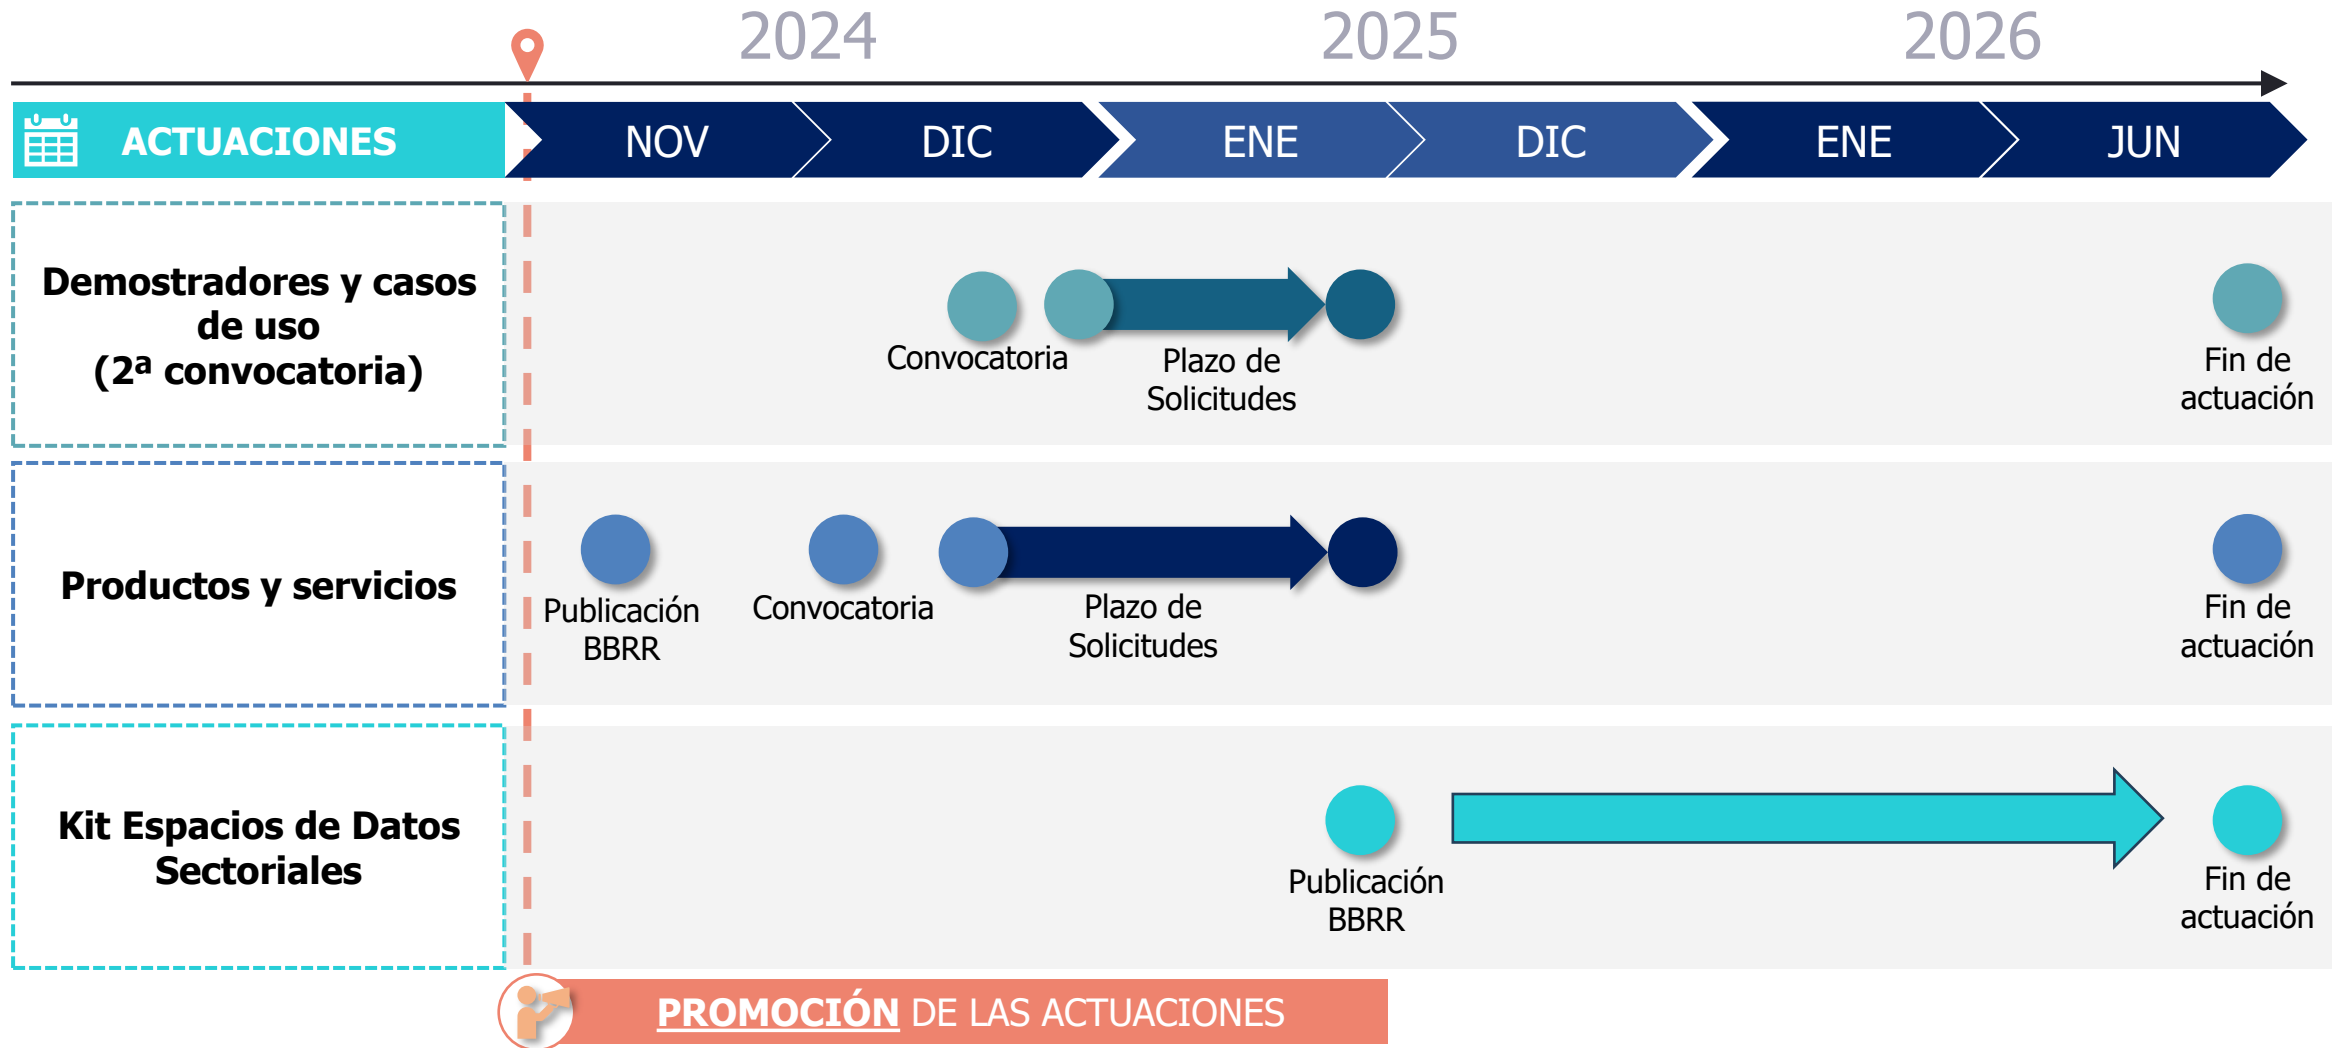 2024 2025 2026
ACTUACIONES NOV DIC ENE DIC ENE JUN
Demostradores y casos
de uso
(2ª convocatoria)
Convocatoria
Plazo de
Solicitudes
Fin de
actuación
Productos y servicios
Publicación
BBRR
Convocatoria
Plazo de
Solicitudes
Fin de
actuación
Kit Espacios de Datos
Sectoriales
Publicación
BBRR
Fin de
actuación
PROMOCIÓN DE LAS ACTUACIONES